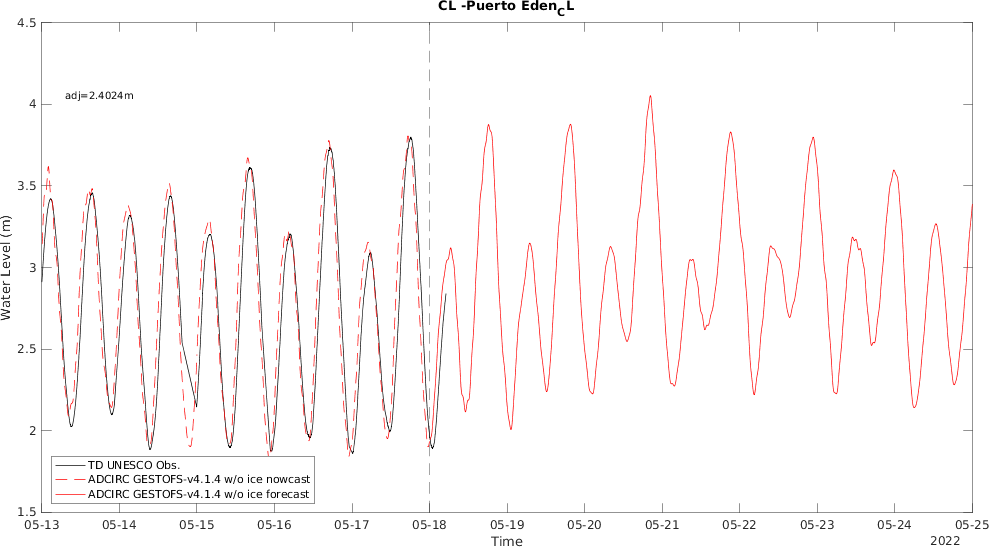 CL -Puerto Eden_CL
4.5
4
3.5
3
2.5
2
1.5
Water Level (m)
adj=2.4024m
TD UNESCO Obs.
ADCIRC GESTOFS-v4.1.4 w/o ice nowcast
ADCIRC GESTOFS-v4.1.4 w/o ice forecast
05-13 05-14 05-15 05-16 05-17 05-18 05-19 05-20 05-21 05-22 05-23 05-24 05-25
Time
2022